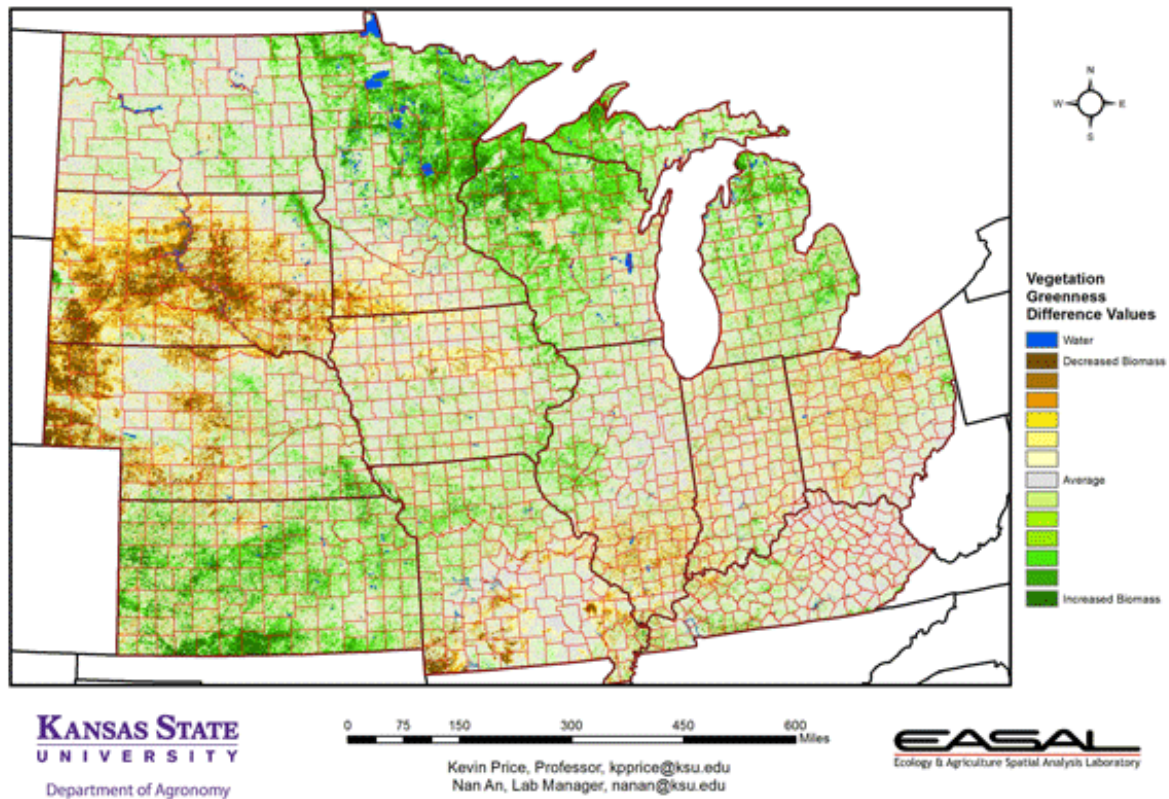 N
W E
S
Vegetation
Greenness
Difference Values
Water
Decreased Biomass
Average
Increased Biomass
KANSAS STATE
UNIVERSITY
Department of Agronomy
0 75 150 300 450 600
Miles
Kevin Price, Professor, kpprice@ksu.edu
Nan An, Lab Manager, nanan@ksu.edu
EASAL
Ecology & Agriculture Spatial Analysis Laboratory